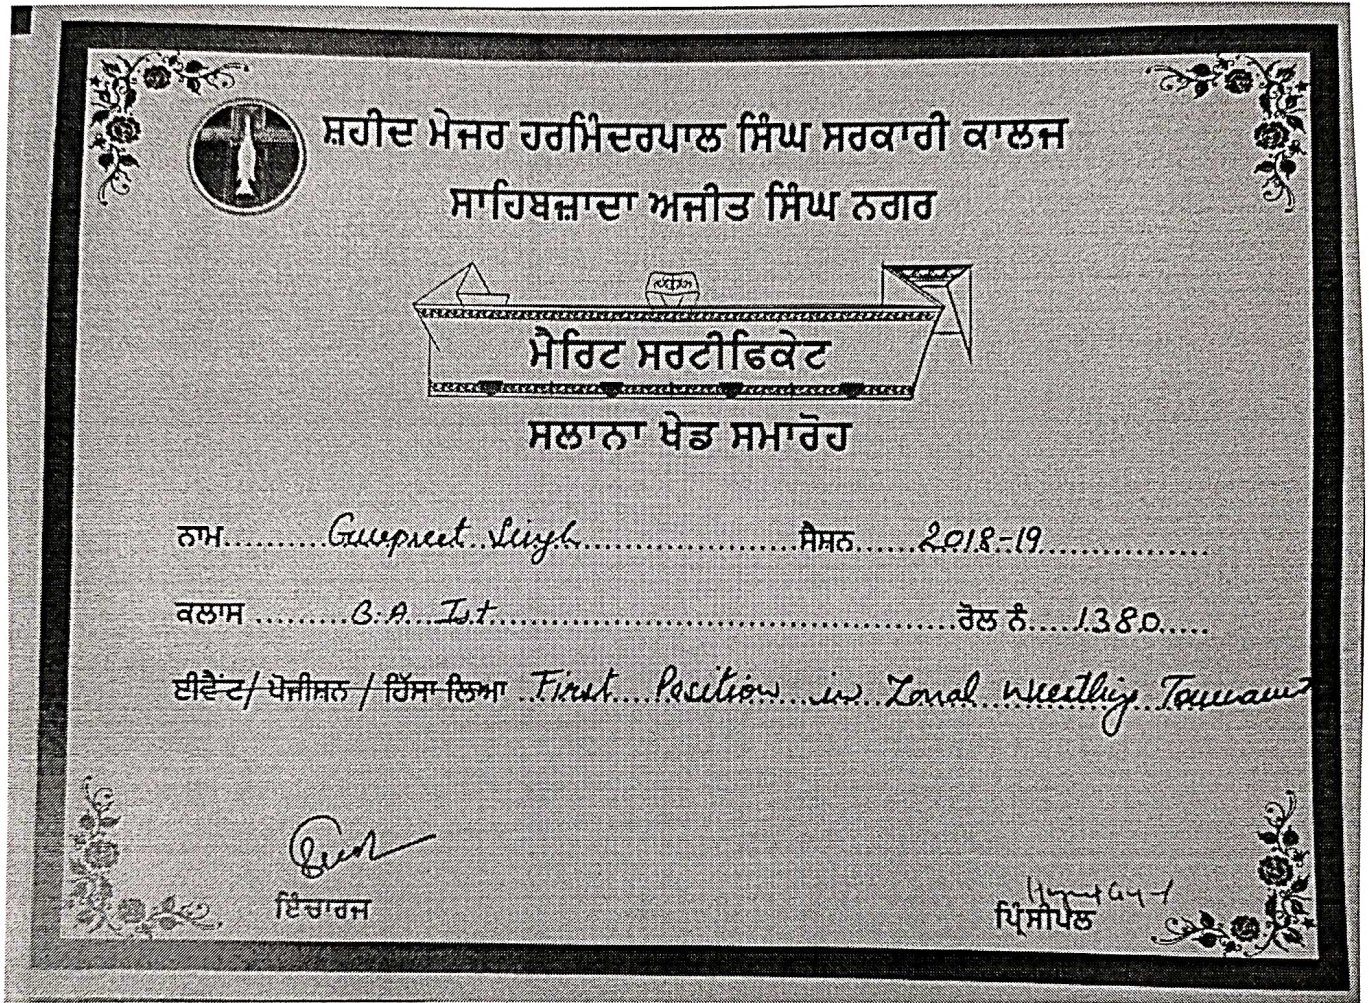 ਸ਼ਹੀਦ ਮੇਜਰ ਹਰਮਿੰਦਰਪਾਲ ਸਿੰਘ ਸਰਕਾਰੀ ਕਾਲਜ
ਸਾਹਿਬਜ਼ਾਦਾ ਅਜੀਤ ਸਿੰਘ ਨਗਰ
ਮੈਰਿਟ ਸਰਟੀਫਿਕੇਟ
ਸਲਾਨਾ ਖੇਡ ਸਮਾਰੋਹ
ਨਾਮ Gurpreet Singh ਸੈਸ਼ਨ 2018-19
ਕਲਾਸ B.A Ist ਰੋਲ ਨੰ 1380
ਈਵੈਂਟ/ ਪੋਜੀਸ਼ਨ / ਹਿੱਸਾ ਲਿਆ First Position in Zonal Wrestling
ਇੰਚਾਰਜ ਪ੍ਰਿੰਸੀਪੋਲ